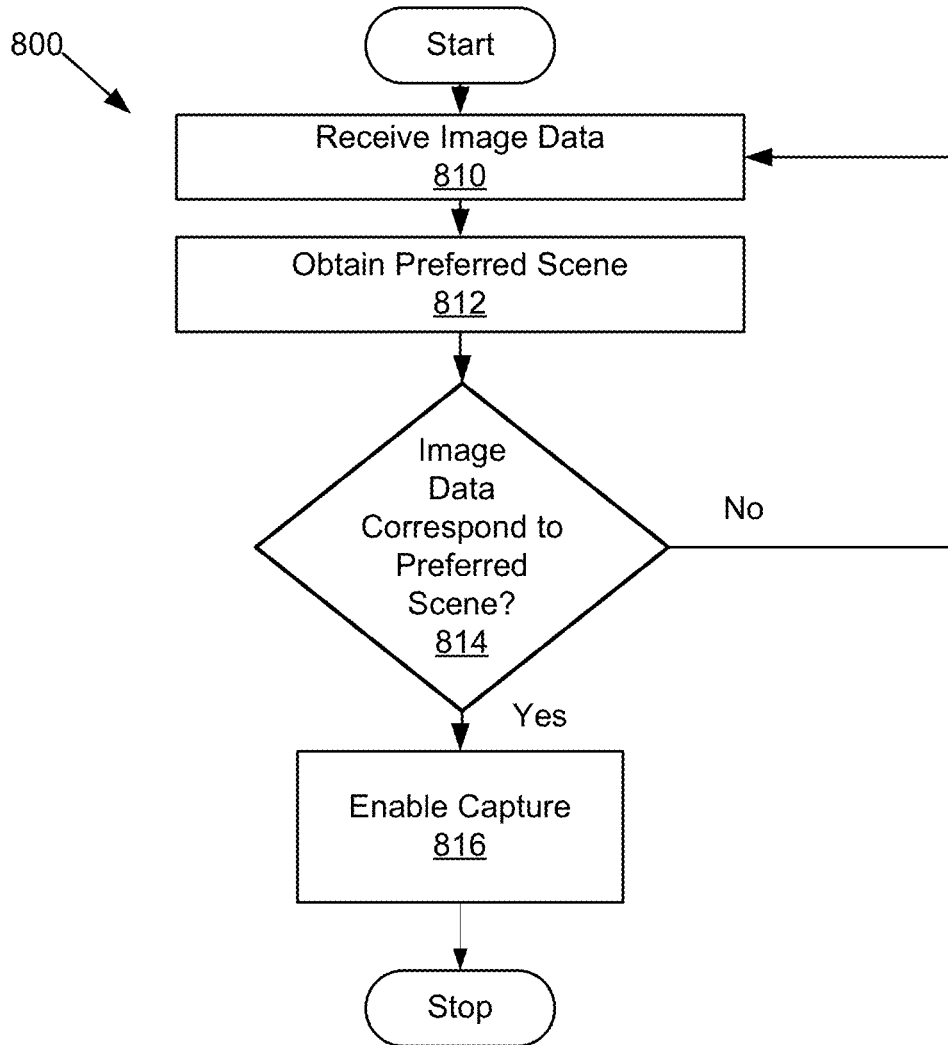 800
Start
Receive Image Data
810
Obtain Preferred Scene
812
Image
Data
Correspond to
Preferred
Scene?
814
No
Yes
Enable Capture
816
Stop